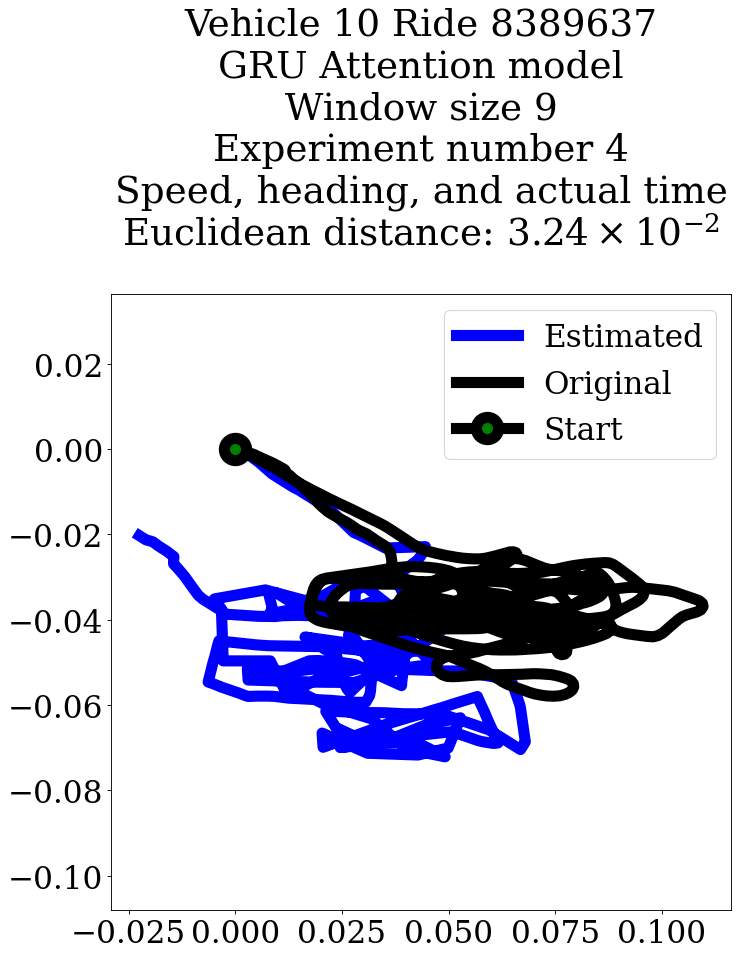 Vehicle 10 Ride 8389637
GRU Attention model
Window size 9
Experiment number 4
Speed, heading, and actual time
Euclidean distance: 3.24 × 10⁻²
Estimated
Original
Start
0.02
0.00
−0.02
−0.04
−0.06
−0.08
−0.10
−0.025 0.000 0.025 0.050 0.075 0.100